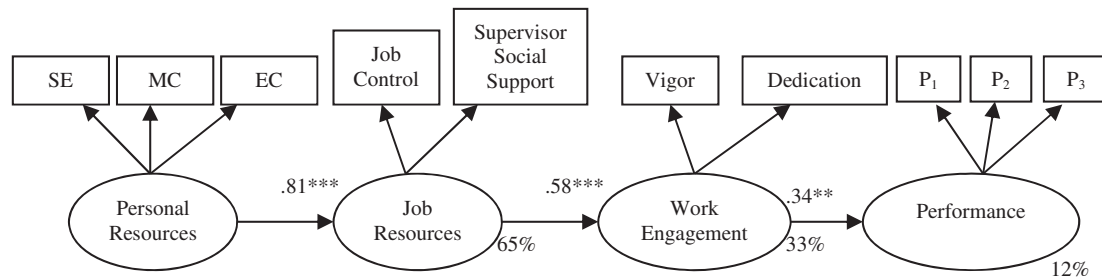 Supervisor
Social
Support
Job
Control
SE
MC
EC
Vigor
Dedication
P1
P2
P3
.81***
.58***
.34**
Personal
Resources
Job
Resources
Work
Engagement
Performance
65%
33%
12%